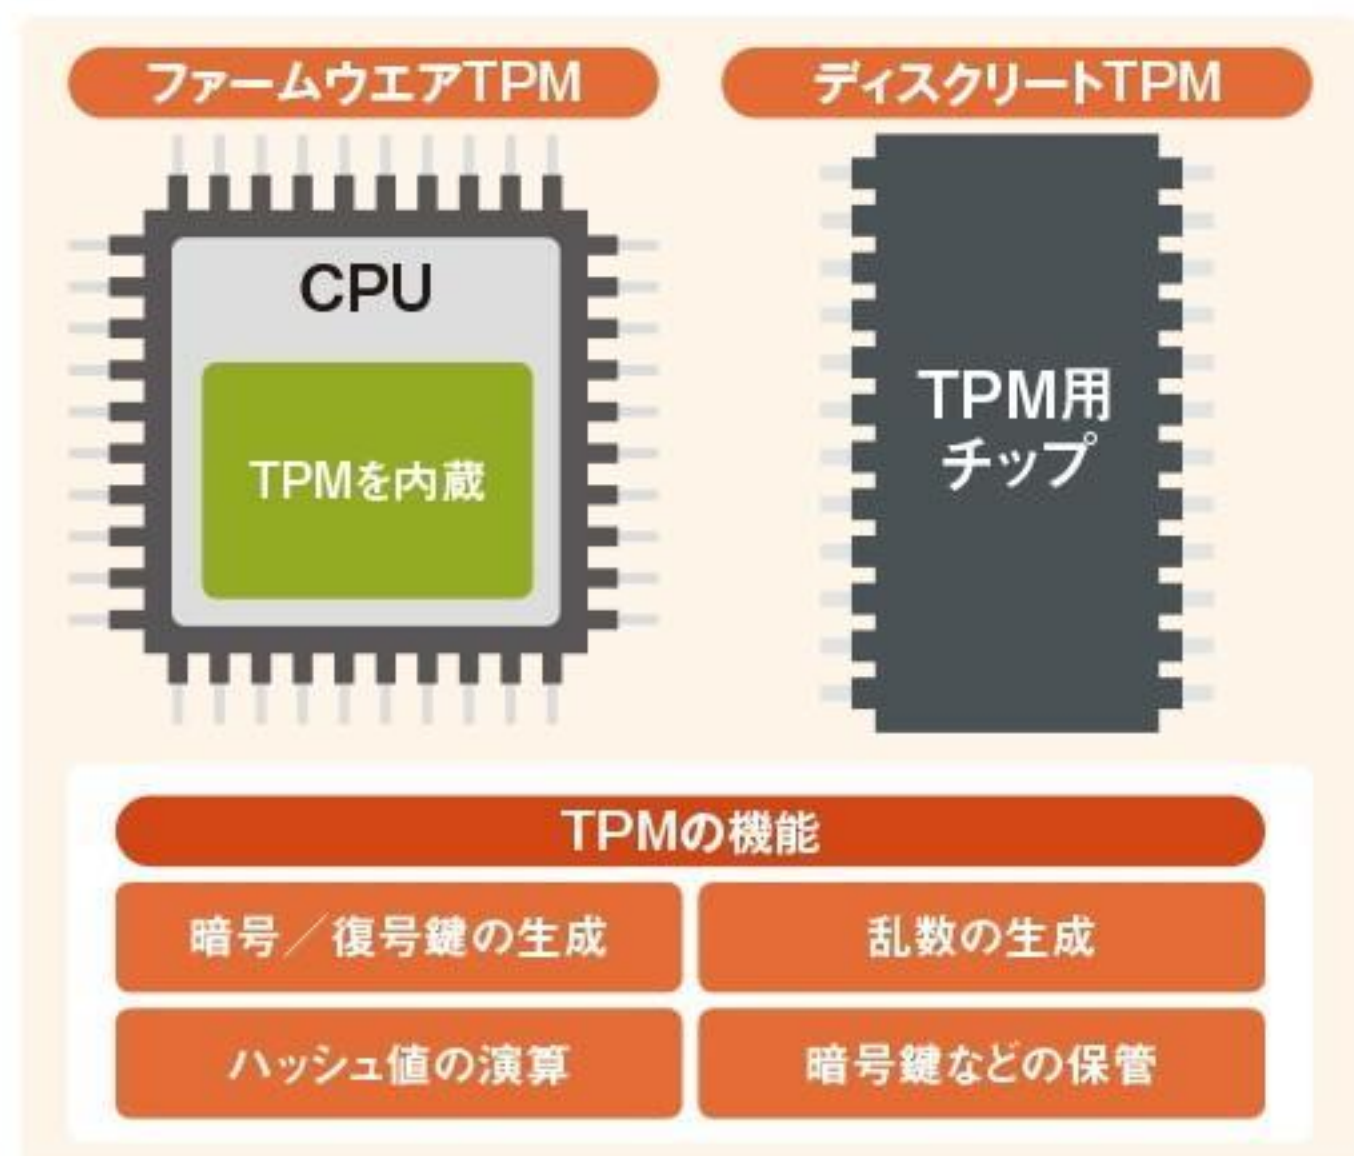 ファームウエアTPM
ディスクリートTPM
CPU
TPMを内蔵
TPM用
チップ
TPMの機能
暗号／復号鍵の生成
乱数の生成
ハッシュ値の演算
暗号鍵などの保管